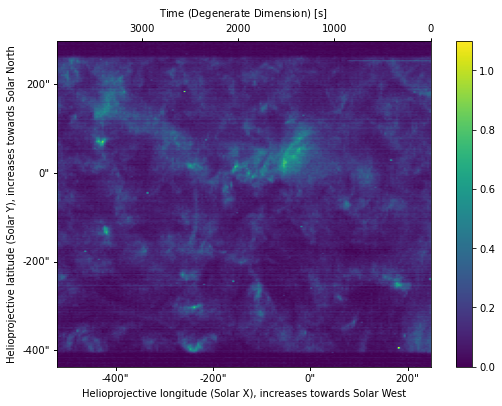 Time (Degenerate Dimension) [s]
3000 2000 1000 0
200"
0"
-200"
-400"
Helioprojective latitude (Solar Y), increases towards Solar North
-400" -200" 0" 200"
Helioprojective longitude (Solar X), increases towards Solar West
1.0
0.8
0.6
0.4
0.2
0.0